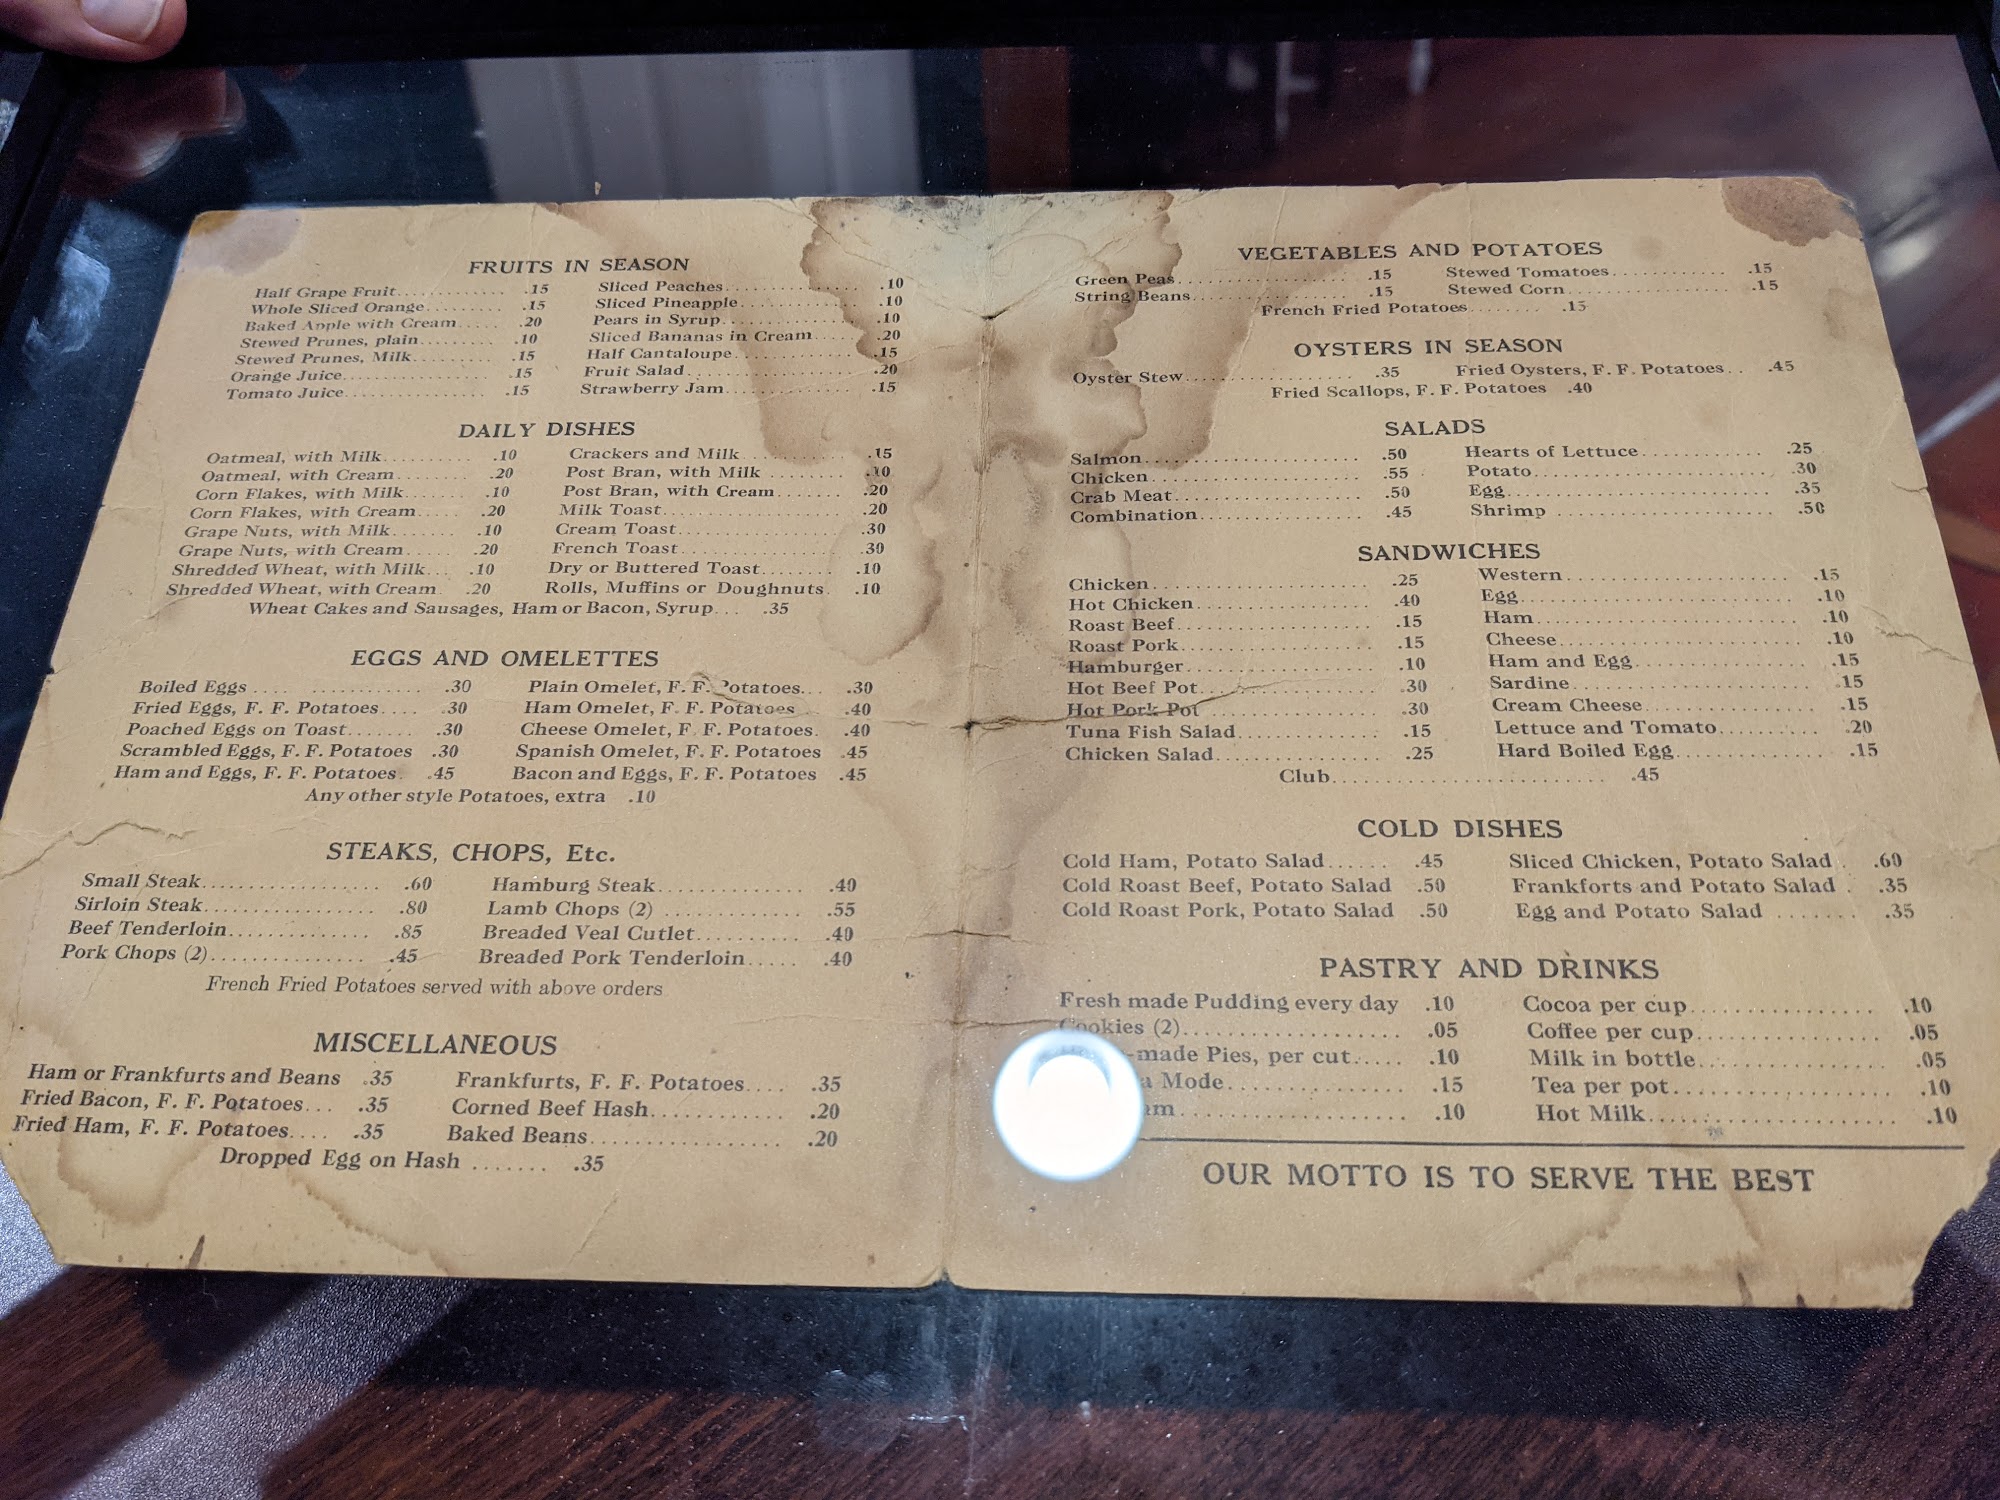 FRUITS IN SEASON
Half Grape Fruit .15
Whole Sliced Orange .15
Baked Apple with Cream .20
Stewed Prunes, plain .10
Stewed Prunes, Milk .15
Orange Juice .15
Tomato Juice .15
Sliced Peaches .10
Sliced Pineapple .10
Pears in Syrup .10
Sliced Bananas in Cream .20
Half Cantaloupe .15
Fruit Salad .20
Strawberry Jam .15
DAILY DISHES
Oatmeal, with Milk .10
Oatmeal, with Cream .20
Corn Flakes, with Milk .10
Corn Flakes, with Cream .20
Grape Nuts, with Milk .10
Grape Nuts, with Cream .20
Shredded Wheat, with Milk .10
Shredded Wheat, with Cream .20
Crackers and Milk .15
Post Bran, with Milk .10
Post Bran, with Cream .20
Milk Toast .20
Cream Toast .30
French Toast .30
Dry or Buttered Toast .10
Rolls, Muffins or Doughnuts .10
Wheat Cakes and Sausages, Ham or Bacon, Syrup .35
EGGS AND OMELETTES
Boiled Eggs .30
Fried Eggs, F. F. Potatoes .30
Poached Eggs on Toast .30
Scrambled Eggs, F. F. Potatoes .30
Ham and Eggs, F. F. Potatoes .45
Plain Omelet, F. F. Potatoes .30
Ham Omelet, F. F. Potatoes .40
Cheese Omelet, F. F. Potatoes .40
Spanish Omelet, F. F. Potatoes .45
Bacon and Eggs, F. F. Potatoes .45
Any other style Potatoes, extra .10
STEAKS, CHOPS, Etc.
Small Steak .60
Sirloin Steak .80
Beef Tenderloin .85
Pork Chops (2) .45
Hamburg Steak .40
Lamb Chops (2) .55
Breaded Veal Cutlet .40
Breaded Pork Tenderloin .40
French Fried Potatoes served with above orders
MISCELLANEOUS
Ham or Frankfurts and Beans .35
Fried Bacon, F. F. Potatoes .35
Fried Ham, F. F. Potatoes .35
Frankfurts, F. F. Potatoes .35
Corned Beef Hash .20
Baked Beans .20
Dropped Egg on Hash .35
VEGETABLES AND POTATOES
Green Peas .15
String Beans .15
Stewed Tomatoes .15
Stewed Corn .15
French Fried Potatoes .15
OYSTERS IN SEASON
Oyster Stew .35
Fried Oysters, F. F. Potatoes .45
Fried Scallops, F. F. Potatoes .40
SALADS
Salmon .50
Chicken .55
Crab Meat .50
Combination .45
Hearts of Lettuce .25
Potato .30
Egg .35
Shrimp .50
SANDWICHES
Chicken .25
Hot Chicken .40
Roast Beef .15
Roast Pork .15
Hamburger .10
Hot Beef Pot .30
Hot Pork Pot .30
Tuna Fish Salad .15
Chicken Salad .25
Western .15
Egg .10
Ham .10
Cheese .10
Ham and Egg .15
Sardine .15
Cream Cheese .15
Lettuce and Tomato .20
Hard Boiled Egg .15
Club .45
COLD DISHES
Cold Ham, Potato Salad .45
Cold Roast Beef, Potato Salad .50
Cold Roast Pork, Potato Salad .50
Sliced Chicken, Potato Salad .60
Frankforts and Potato Salad .35
Egg and Potato Salad .35
PASTRY AND DRINKS
Fresh made Pudding every day .10
Cookies (2) .05
-made Pies, per cut .10
a Mode .15
.10
Cocoa per cup .10
Coffee per cup .05
Milk in bottle .05
Tea per pot .10
Hot Milk .10
OUR MOTTO IS TO SERVE THE BEST